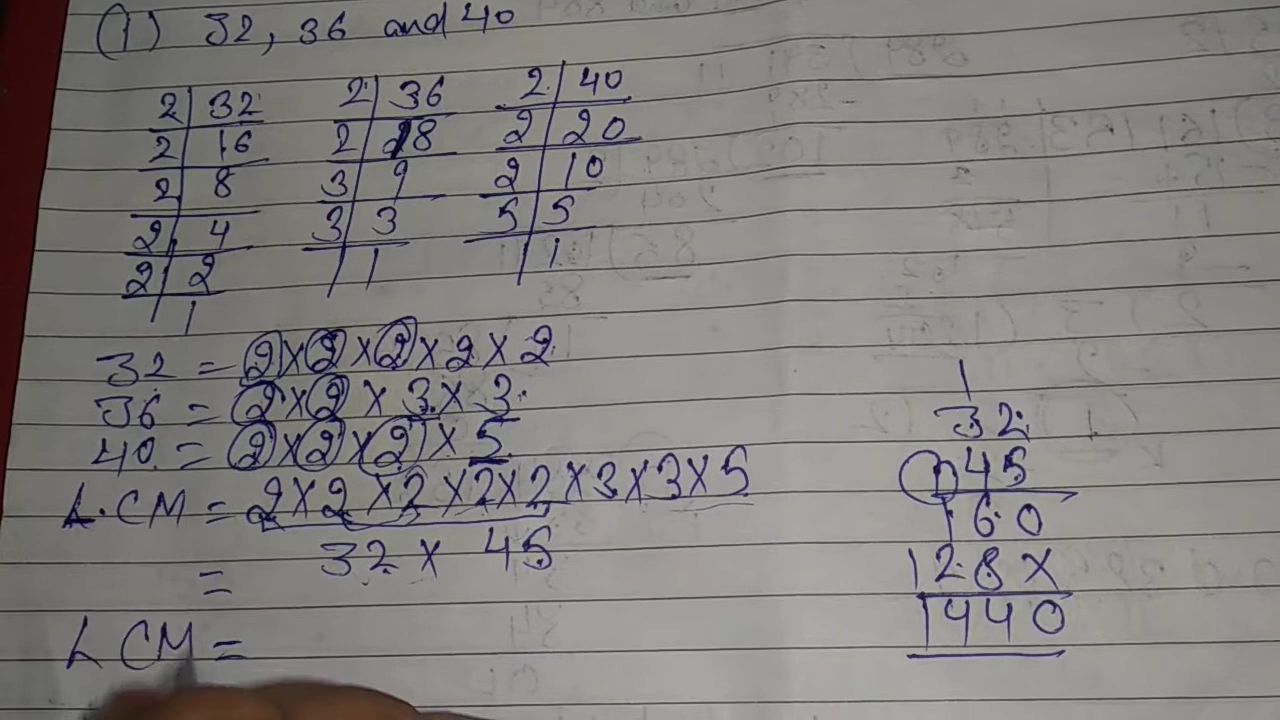 (1) 32, 36 and 40
2 32 2 36 2 40
2 16 2 18 2 20
2 8 3 9 2 10
2 4 3 3 5 5
2 2 1 1
1
32 = 2 × 2 × 2 × 2 × 2
36 = 2 × 2 × 3 × 3
40 = 2 × 2 × 2 × 5
L.CM = 2 × 2 × 2 × 2 × 2 × 3 × 3 × 5
= 32 × 45
LCM =
1
32
45
160
128×
1440